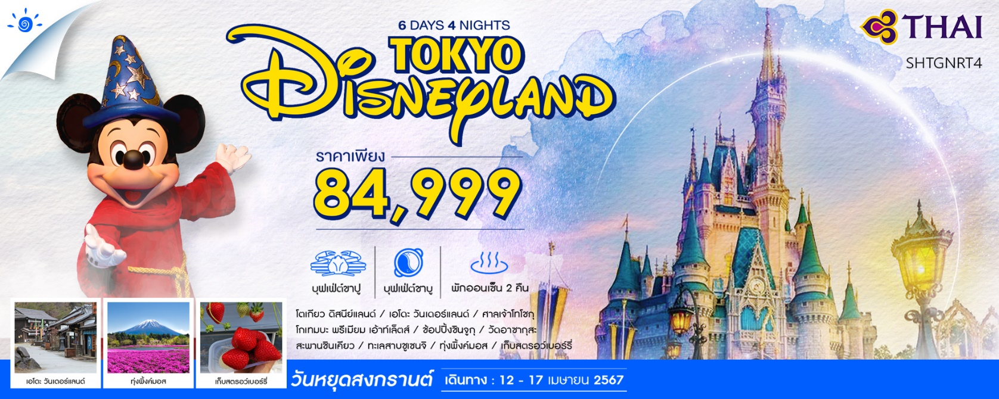 6 DAYS 4 NIGHTS
TOKYO
DISNEYLAND
THAI
SHTGNRT4
ราคาเพียง
84,999
บุฟเฟ่ต์ขาปู
บุฟเฟ่ต์ชาบู
พักออนเซ็น 2 คืน
โตเกียว ดิสนีย์แลนด์ / เอโดะ วันเดอร์แลนด์ / ศาลเจ้าโทโชกุ
โกเทมบะ พรีเมียม เอ้าท์เล็ตส์ / ช้อปปิ้งชินจูกุ / วัดอาซากุสะ
สะพานชินเคียว / ทะเลสาบชูเซนจิ / ทุ่งพิ้งค์มอส / เก็บสตรอว์เบอร์รี่
เอโดะ วันเดอร์แลนด์
ทุ่งพิ้งค์มอส
เก็บสตรอว์เบอร์รี่
วันหยุดสงกรานต์
เดินทาง : 12 - 17 เมษายน 2567